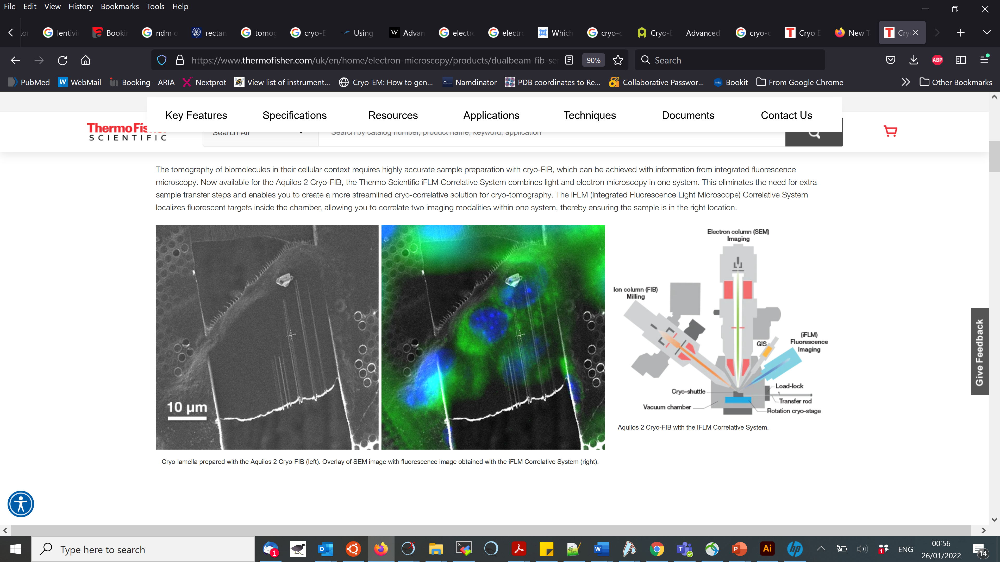 File Edit View History Bookmarks Tools Help
lentivi
Bookin
ndm c
rectan
tomog
cryo-E
Using
Advan
electro
electro
Which
cryo-c
Cryo-E
Advanced
cryo-c
Cryo E
New T
Cry
https://www.thermofisher.com/uk/en/home/electron-microscopy/products/dualbeam-fib-se
90%
Search
ABP
PubMed WebMail Booking - ARIA Nextprot View list of instrument... Cryo-EM: How to gen... Namdinator PDB coordinates to Re... Collaborative Passwor... Bookit From Google Chrome Other Bookmarks
Key Features Specifications Resources Applications Techniques Documents Contact Us
SCIENTIFIC
Search All
Search by catalog number, product name, keyword, application
The tomography of biomolecules in their cellular context requires highly accurate sample preparation with cryo-FIB, which can be achieved with information from integrated fluorescence
microscopy. Now available for the Aquilos 2 Cryo-FIB, the Thermo Scientific iFLM Correlative System combines light and electron microscopy in one system. This eliminates the need for extra
sample transfer steps and enables you to create a more streamlined cryo-correlative solution for cryo-tomography. The iFLM (Integrated Fluorescence Light Microscope) Correlative System
localizes fluorescent targets inside the chamber, allowing you to correlate two imaging modalities within one system, thereby ensuring the sample is in the right location.
10 µm
Electron column (SEM)
Imaging
Ion column (FIB)
Milling
(iFLM)
Fluorescence
Imaging
GIS
Load-lock
Cryo-shuttle
Transfer rod
Vacuum chamber
Rotation cryo-stage
Aquilos 2 Cryo-FIB with the iFLM Correlative System.
Cryo-lamella prepared with the Aquilos 2 Cryo-FIB (left). Overlay of SEM image with fluorescence image obtained with the iFLM Correlative System (right).
Give Feedback
Type here to search
1
Ai
hp
1
ENG
00:56
26/01/2022
14